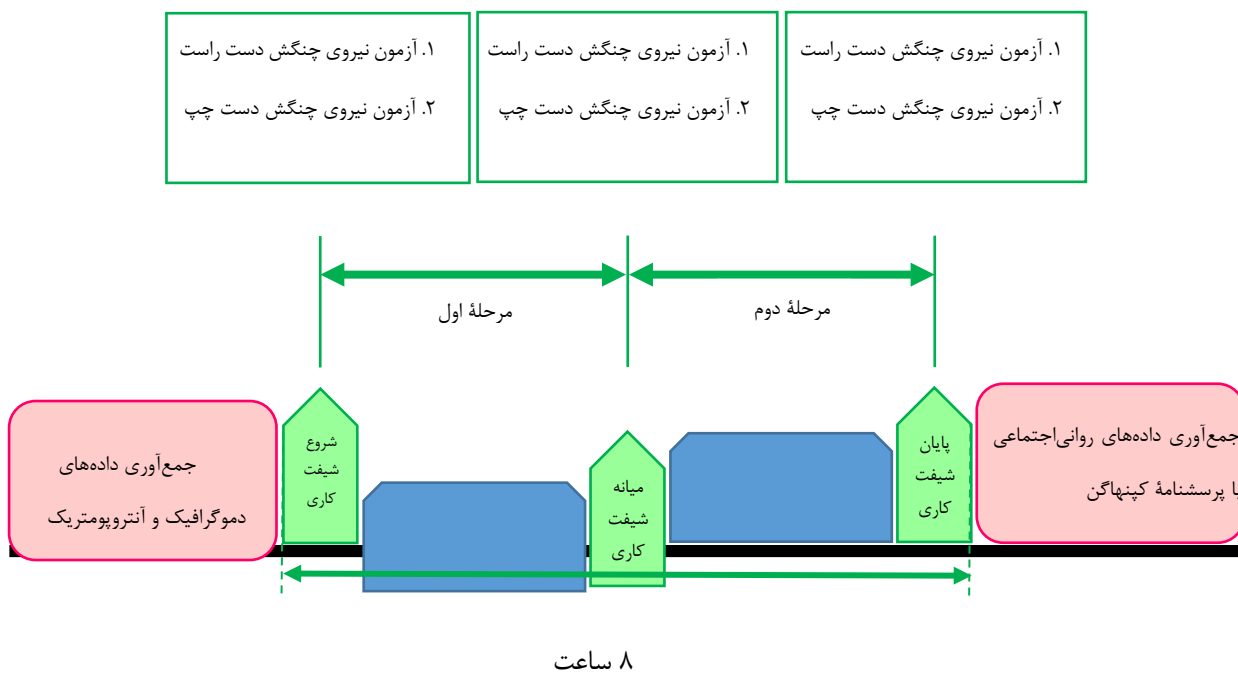 ۱. آزمون نیروی چنگش دست راست
۲. آزمون نیروی چنگش دست چپ
۱. آزمون نیروی چنگش دست راست
۲. آزمون نیروی چنگش دست چپ
۱. آزمون نیروی چنگش دست راست
۲. آزمون نیروی چنگش دست چپ
مرحلۀ اول
مرحلۀ دوم
جمع‌آوری داده‌های
دموگرافیک و آنتروپومتریک
شروع
شیفت
کاری
میانه
شیفت
کاری
پایان
شیفت
کاری
جمع‌آوری داده‌های روانی‌اجتماعی
با پرسشنامۀ کپنهاگن
۸ ساعت